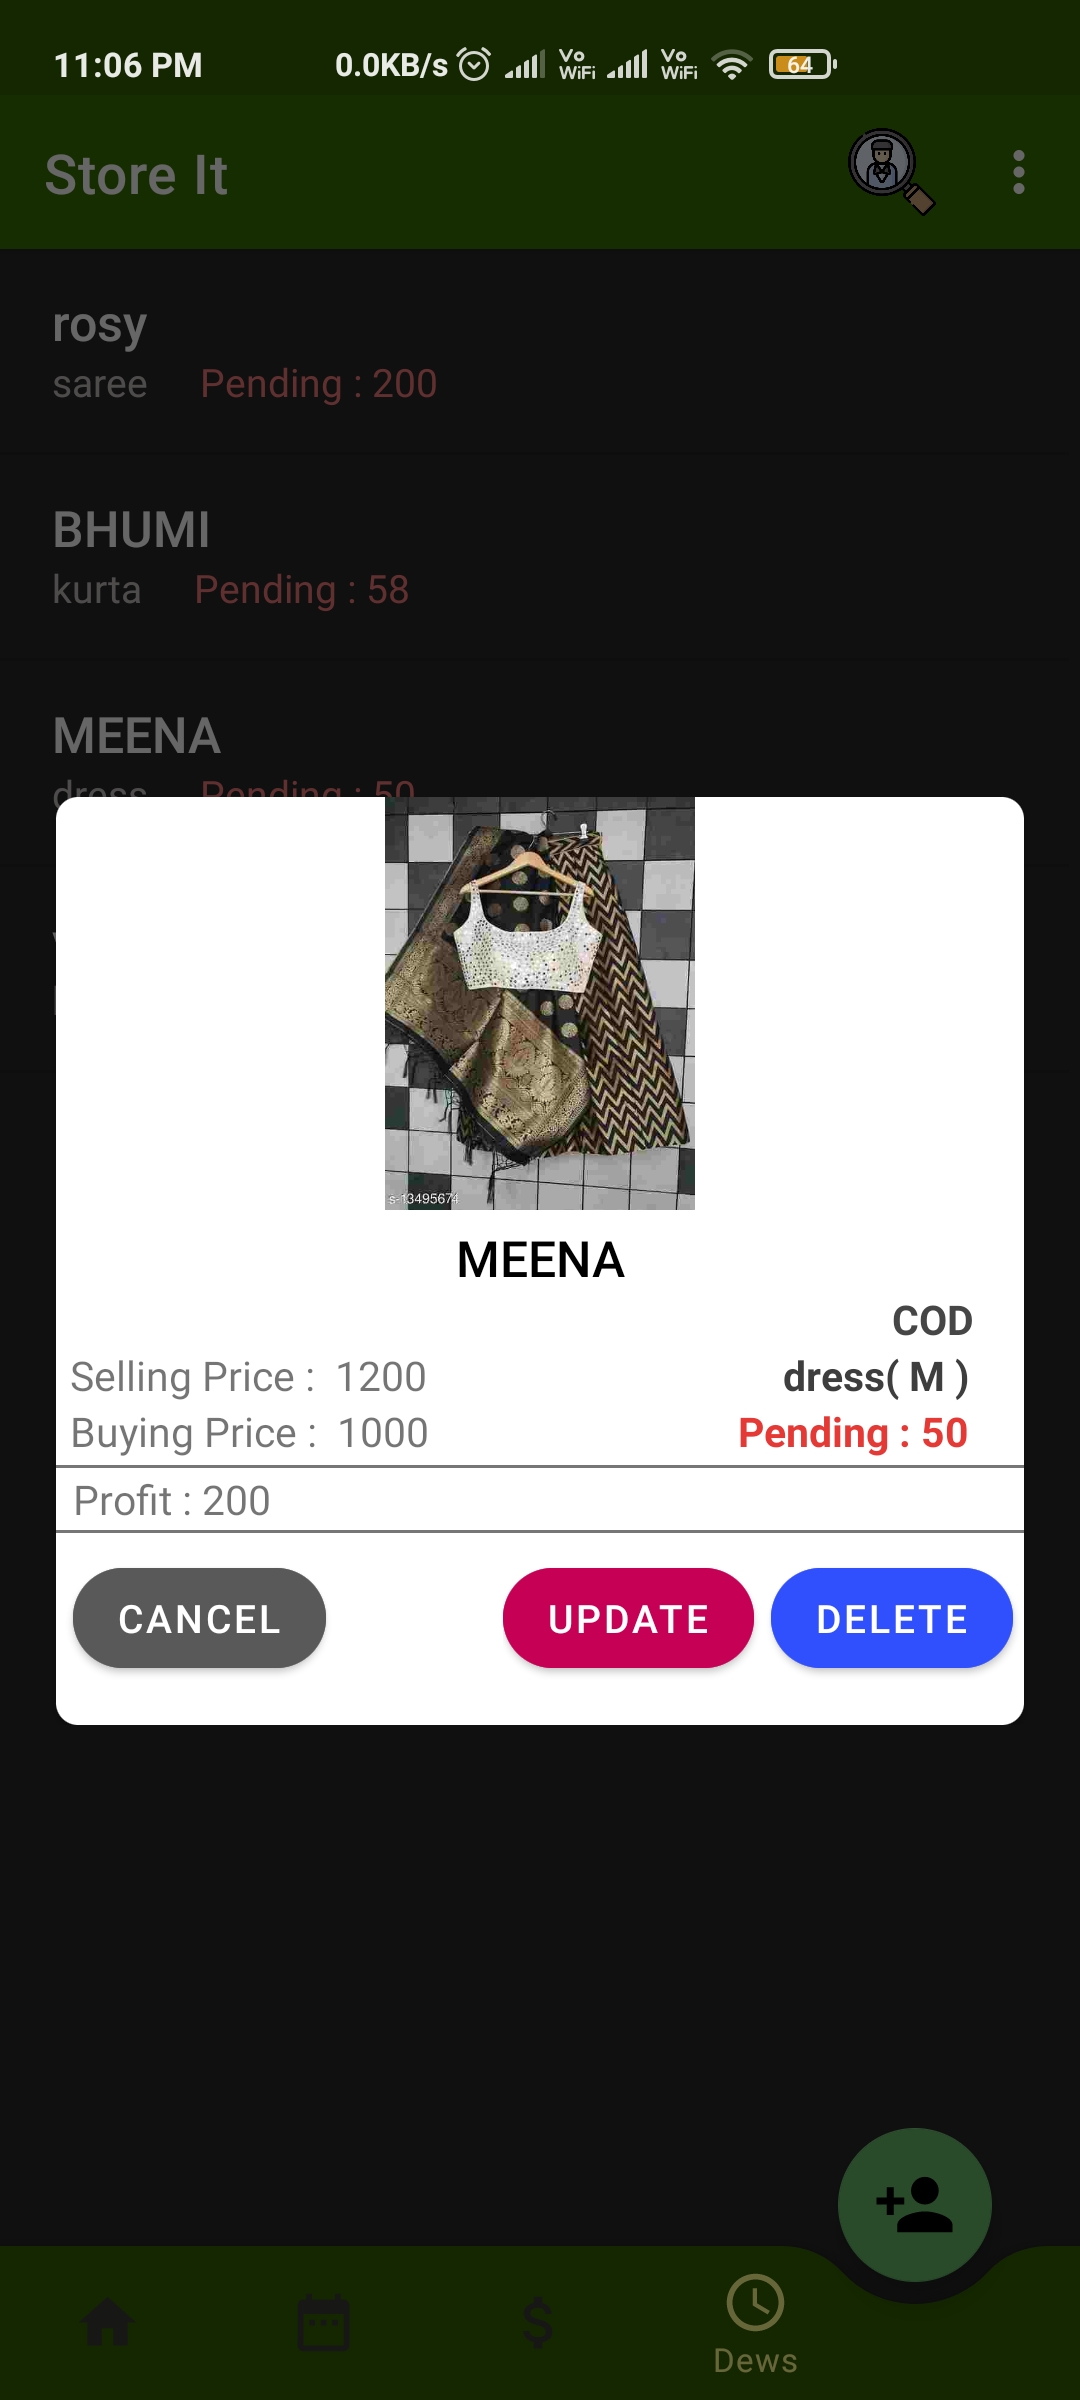 11:06 PM 0.0KB/s Vo WiFi Vo WiFi 64
Store It
rosy
saree Pending : 200
BHUMI
kurta Pending : 58
MEENA
dress Pending : 50
s-13495674
MEENA
COD
Selling Price : 1200 dress( M )
Buying Price : 1000 Pending : 50
Profit : 200
CANCEL UPDATE DELETE
Dews